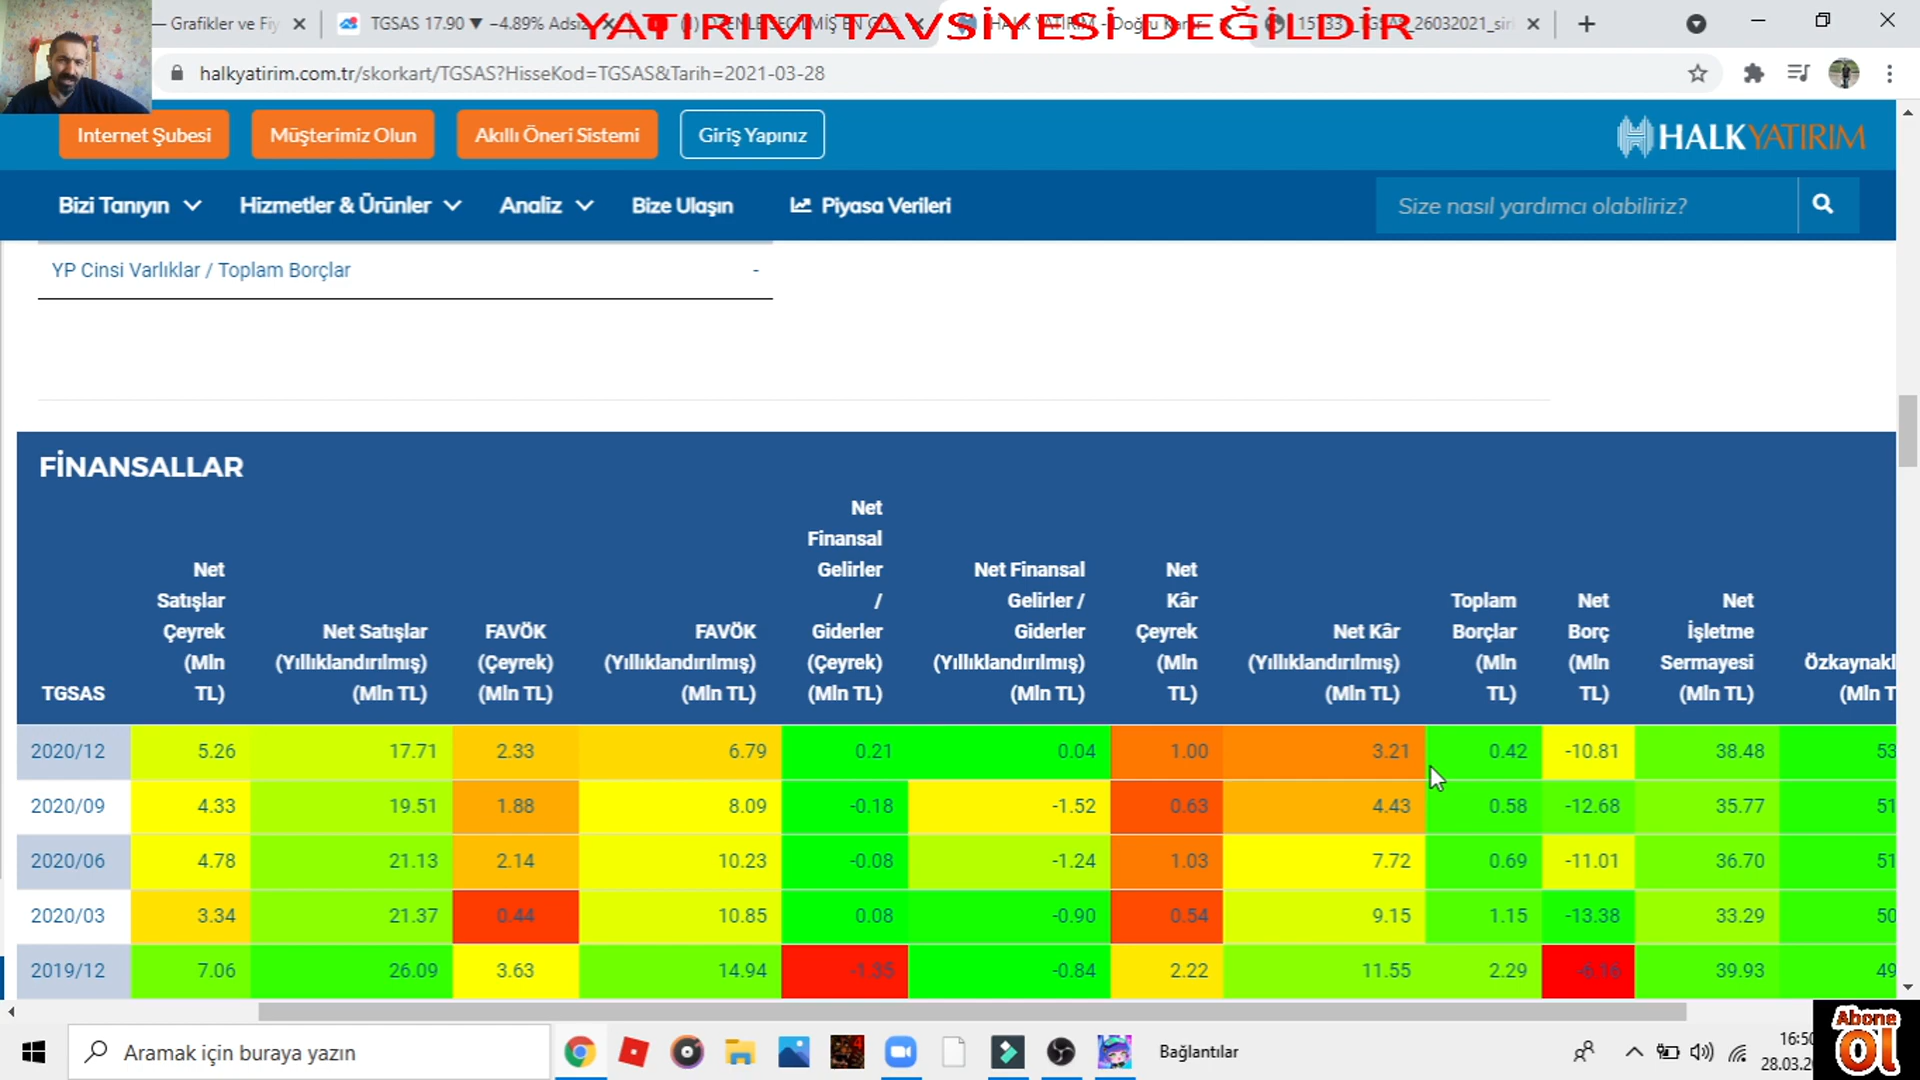 Grafikler ve Fiy
TGSAS 17.90 ▼ −4.89% Adsız
YATIRIM TAVSİYESİ DEĞİLDİR
halkyatirim.com.tr/skorkart/TGSAS?HisseKod=TGSAS&Tarih=2021-03-28
Internet Şubesi
Müşterimiz Olun
Akıllı Öneri Sistemi
Giriş Yapınız
HALKYATIRIM
Bizi Tanıyın
Hizmetler & Ürünler
Analiz
Bize Ulaşın
Piyasa Verileri
Size nasıl yardımcı olabiliriz?
YP Cinsi Varlıklar / Toplam Borçlar -
FİNANSALLAR
TGSAS
Net
Satışlar
Çeyrek
(Mln
TL)
Net Satışlar
(Yıllıklandırılmış)
(Mln TL)
FAVÖK
(Çeyrek)
(Mln TL)
FAVÖK
(Yıllıklandırılmış)
(Mln TL)
Net
Finansal
Gelirler
/
Giderler
(Çeyrek)
(Mln TL)
Net Finansal
Gelirler /
Giderler
(Yıllıklandırılmış)
(Mln TL)
Net
Kâr
Çeyrek
(Mln
TL)
Net Kâr
(Yıllıklandırılmış)
(Mln TL)
Toplam
Borçlar
(Mln
TL)
Net
Borç
(Mln
TL)
Net
İşletme
Sermayesi
(Mln TL)
Özkaynakl
(Mln T
2020/12 5.26 17.71 2.33 6.79 0.21 0.04 1.00 3.21 0.42 -10.81 38.48 53
2020/09 4.33 19.51 1.88 8.09 -0.18 -1.52 0.63 4.43 0.58 -12.68 35.77 51
2020/06 4.78 21.13 2.14 10.23 -0.08 -1.24 1.03 7.72 0.69 -11.01 36.70 51
2020/03 3.34 21.37 0.44 10.85 0.08 -0.90 0.54 9.15 1.15 -13.38 33.29 50
2019/12 7.06 26.09 3.63 14.94 -1.35 -0.84 2.22 11.55 2.29 -6.16 39.93 49
Aramak için buraya yazın
Bağlantılar
16:50
28.03.2
Abone
Ol